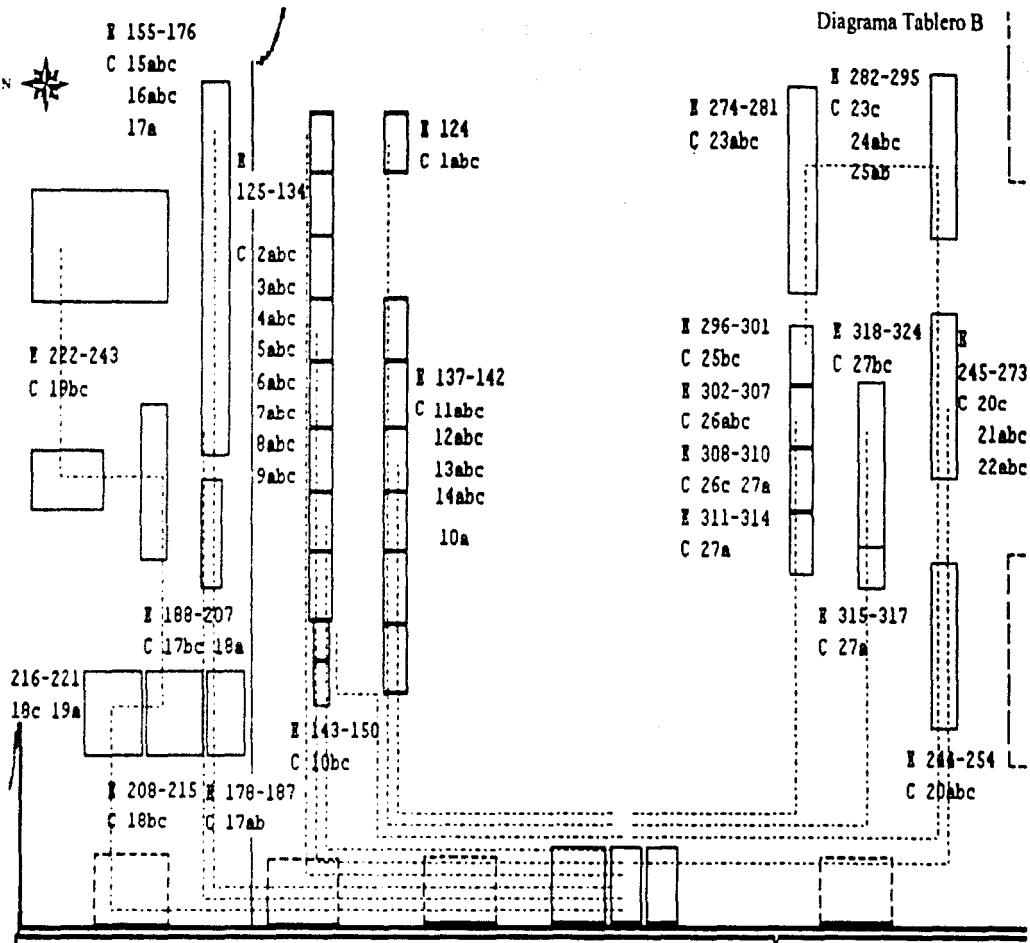 Diagrama Tablero B
N
E 155-176
C 15abc
16abc
17a
E
125-134
C 2abc
3abc
4abc
5abc
6abc
7abc
8abc
9abc
E 124
C 1abc
E 274-281
C 23abc
E 282-295
C 23c
24abc
25ab
E 222-243
C 19bc
E 137-142
C 11abc
12abc
13abc
14abc
10a
E 296-301
C 25bc
E 302-307
C 26abc
E 308-310
C 26c 27a
E 311-314
C 27a
E 318-324
C 27bc
E
245-273
C 20c
21abc
22abc
E 188-207
C 17bc 18a
E 315-317
C 27a
216-221
18c 19a
E 143-150
C 10bc
E 208-215
C 18bc
E 178-187
C 17ab
E 244-254
C 20abc